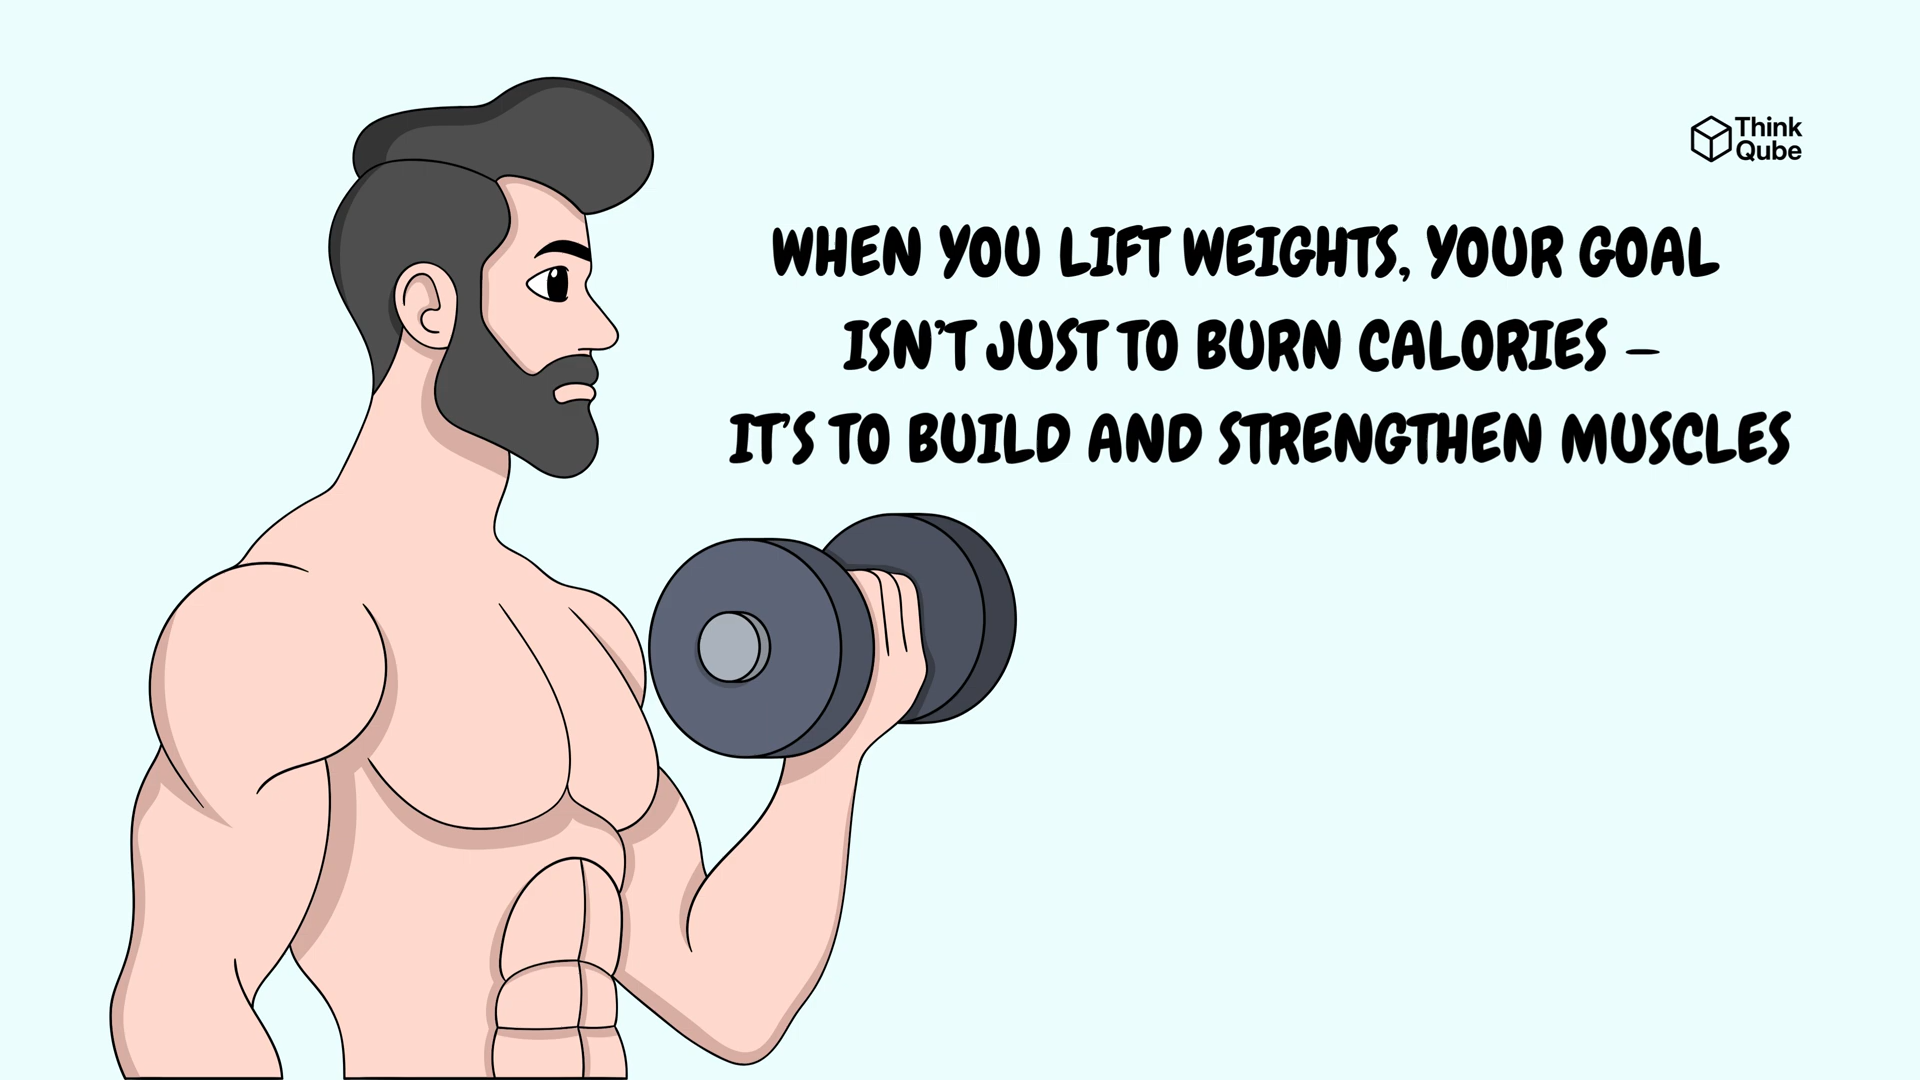 Think
Qube
WHEN YOU LIFT WEIGHTS, YOUR GOAL
ISN'T JUST TO BURN CALORIES –
IT'S TO BUILD AND STRENGTHEN MUSCLES